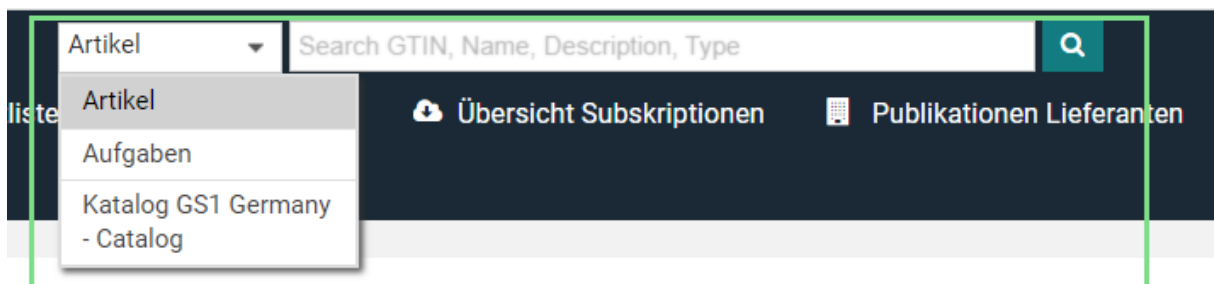 Artikel
Search GTIN, Name, Description, Type
Artikel
Aufgaben
Katalog GS1 Germany
- Catalog
liste
Übersicht Subskriptionen
Publikationen Lieferanten